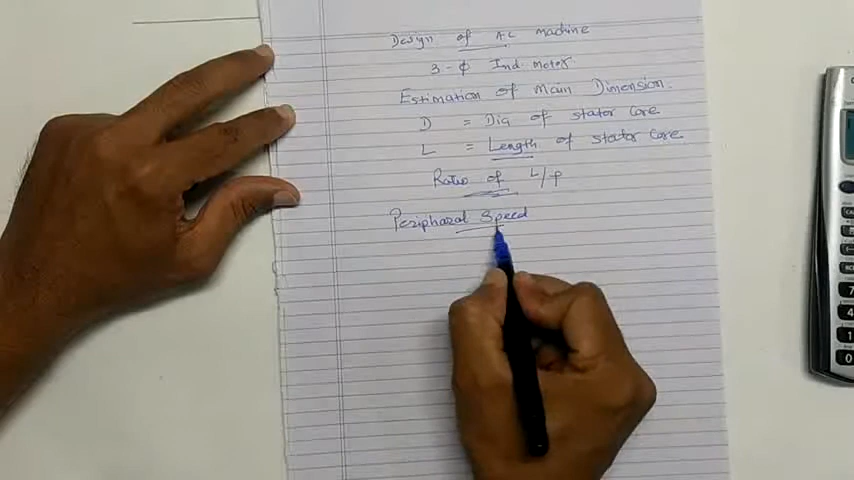 Design of AC machine
3-ϕ Ind. motor
Estimation of Main Dimension.
D = Dia of stator Core
L = Length of stator Core
Ratio of L/p
Peripharal Speed